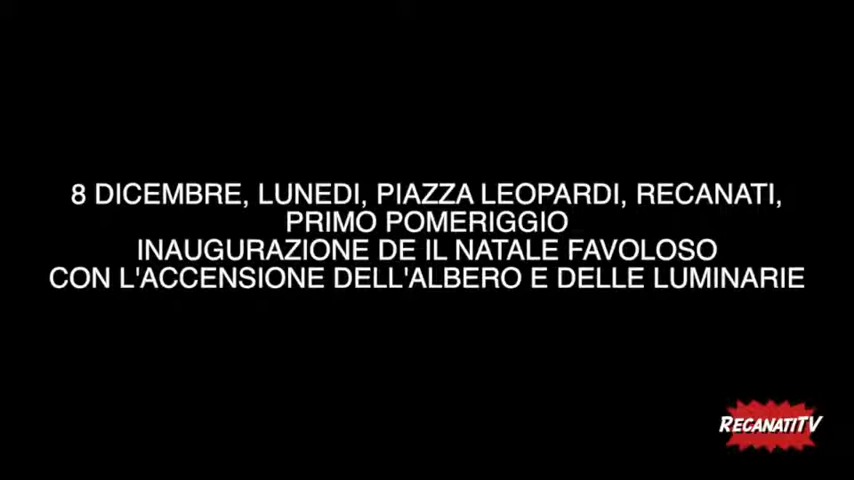 8 DICEMBRE, LUNEDI, PIAZZA LEOPARDI, RECANATI,
PRIMO POMERIGGIO
INAUGURAZIONE DE IL NATALE FAVOLOSO
CON L'ACCENSIONE DELL'ALBERO E DELLE LUMINARIE
RECANATITV